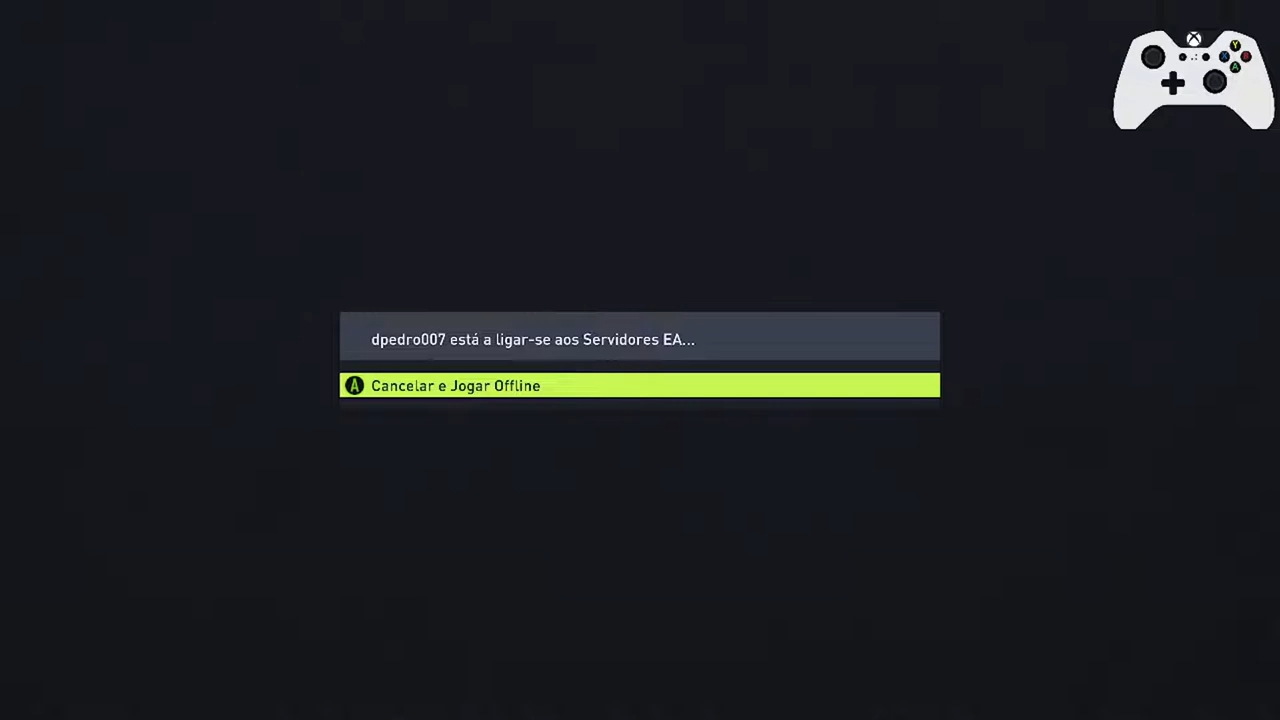 dpedro007 está a ligar-se aos Servidores EA...
A Cancelar e Jogar Offline
Y
X
A